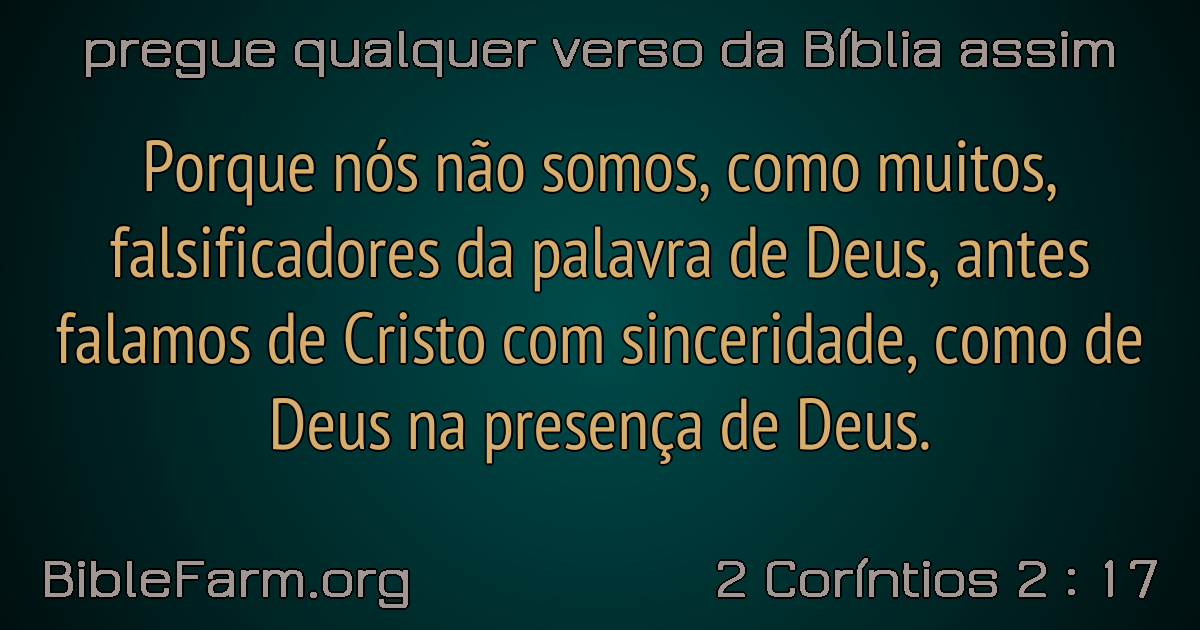 pregue qualquer verso da Bíblia assim
Porque nós não somos, como muitos,
falsificadores da palavra de Deus, antes
falamos de Cristo com sinceridade, como de
Deus na presença de Deus.
BibleFarm.org
2 Coríntios 2 : 17